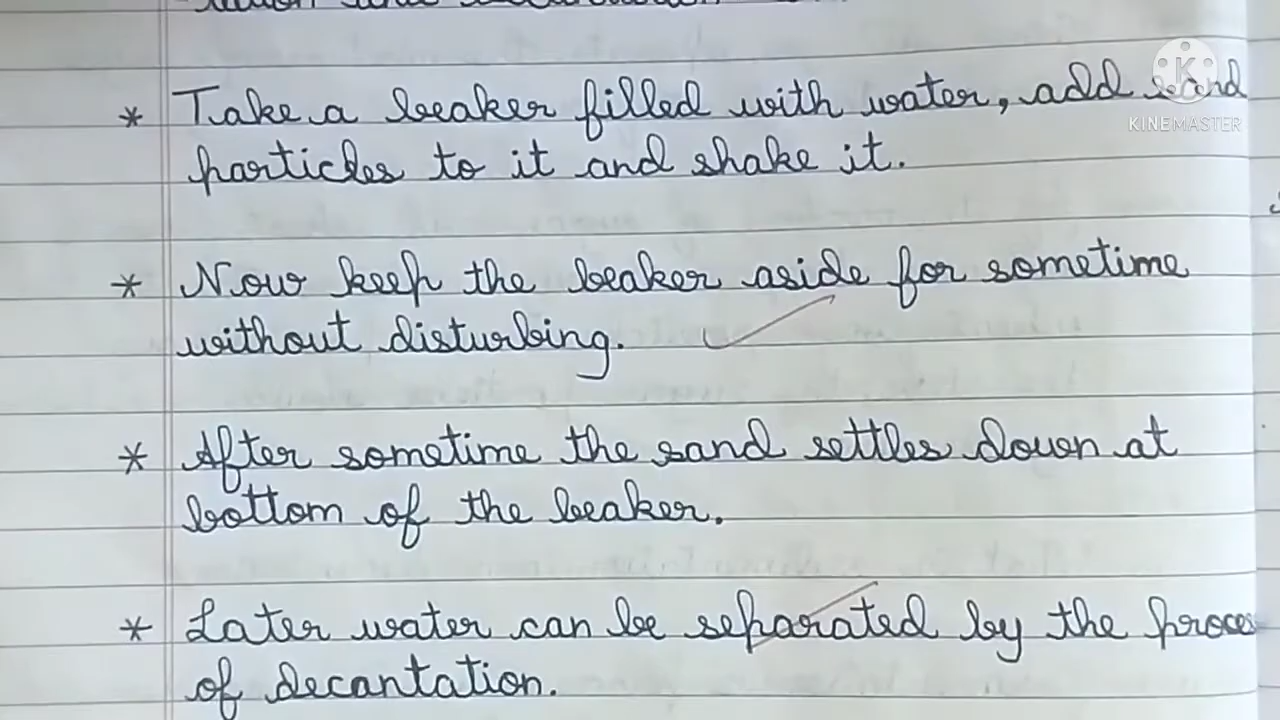 * Take a beaker filled with water, add sand
particles to it and shake it.
* Now keep the beaker aside for sometime
without disturbing.
* After sometime the sand settles down at
bottom of the beaker.
* Later water can be separated by the process
of decantation.
K
KINEMASTER